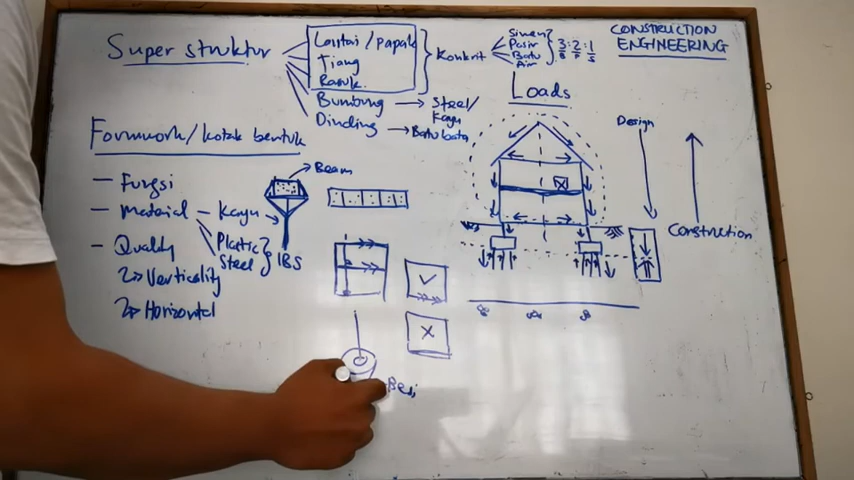 Super struktur
Lantai / papak
Tiang
Rasuk.
Konkrit
Simen
Pasir
Batu
Air
3:2:1
B P S
CONSTRUCTION
ENGINEERING
Bumbung → Steel/
Kayu
Dinding → Batu bata
Loads
Formwork / kotak bentuk
Beam
Design
Construction
– Fungsi
– Material – Kayu
Plastic
Steel
IBS
– Quality
Verticality
Horizontal
Besi